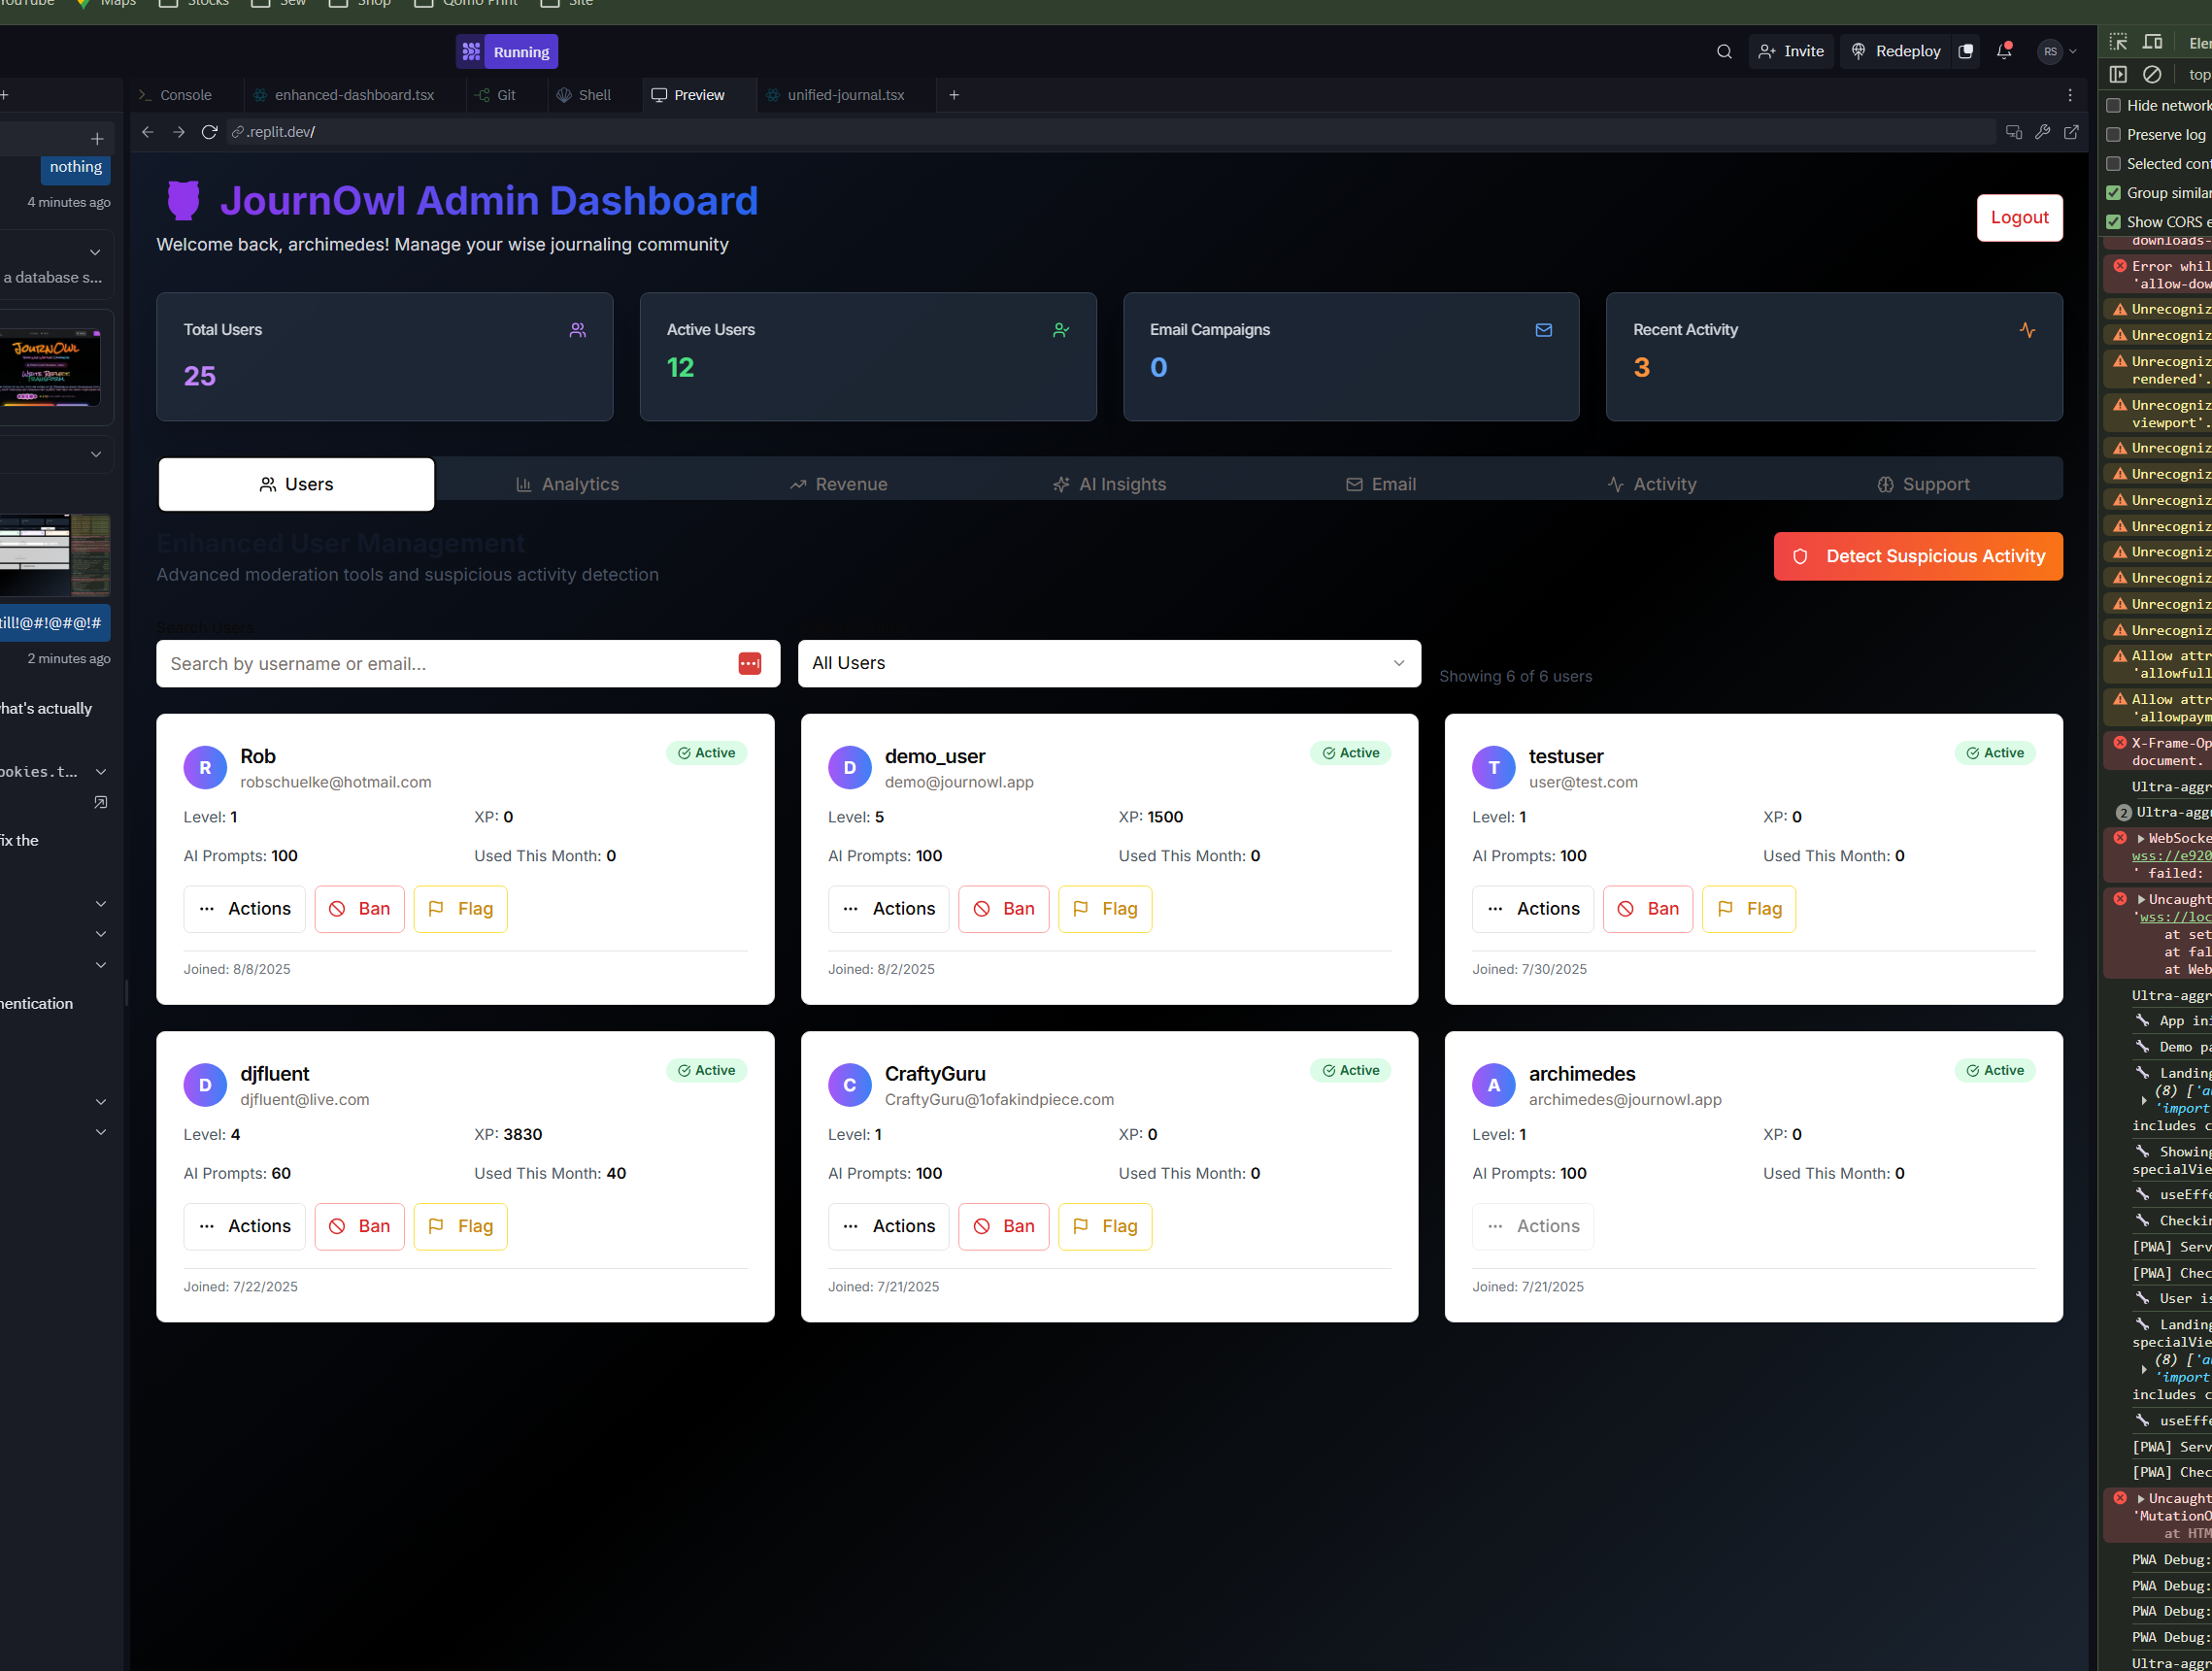 YouTube
Maps
Stocks
Sew
Shop
Qomo Print
Site
Running
Invite
Redeploy
RS
Console
enhanced-dashboard.tsx
Git
Shell
Preview
unified-journal.tsx
.replit.dev/
nothing
4 minutes ago
a database s...
JournOwl
Write Reflect
Transform
till!@#!@#@!#
2 minutes ago
what's actually
ookies.t...
fix the
hentication
JournOwl Admin Dashboard
Welcome back, archimedes! Manage your wise journaling community
Logout
Total Users
25
Active Users
12
Email Campaigns
0
Recent Activity
3
Users
Analytics
Revenue
AI Insights
Email
Activity
Support
Enhanced User Management
Advanced moderation tools and suspicious activity detection
Detect Suspicious Activity
Search Users
Search by username or email...
All Users
Showing 6 of 6 users
R
Rob
Active
robschuelke@hotmail.com
Level: 1
XP: 0
AI Prompts: 100
Used This Month: 0
Actions
Ban
Flag
Joined: 8/8/2025
D
demo_user
Active
demo@journowl.app
Level: 5
XP: 1500
AI Prompts: 100
Used This Month: 0
Actions
Ban
Flag
Joined: 8/2/2025
T
testuser
Active
user@test.com
Level: 1
XP: 0
AI Prompts: 100
Used This Month: 0
Actions
Ban
Flag
Joined: 7/30/2025
D
djfluent
Active
djfluent@live.com
Level: 4
XP: 3830
AI Prompts: 60
Used This Month: 40
Actions
Ban
Flag
Joined: 7/22/2025
C
CraftyGuru
Active
CraftyGuru@1ofakindpiece.com
Level: 1
XP: 0
AI Prompts: 100
Used This Month: 0
Actions
Ban
Flag
Joined: 7/21/2025
A
archimedes
Active
archimedes@journowl.app
Level: 1
XP: 0
AI Prompts: 100
Used This Month: 0
Actions
Joined: 7/21/2025
Ele
top
Hide network
Preserve log
Selected cont
Group similar
Show CORS e
downloads-
Error whil
'allow-dow
Unrecogniz
Unrecogniz
Unrecogniz
rendered'.
Unrecogniz
viewport'.
Unrecogniz
Unrecogniz
Unrecogniz
Unrecogniz
Unrecogniz
Unrecogniz
Unrecogniz
Unrecogniz
Allow attr
'allowfull
Allow attr
'allowpaym
X-Frame-Op
document.
Ultra-aggr
2 Ultra-aggr
WebSocke
wss://e920
' failed:
Uncaught
'wss://loc
at set
at fal
at Web
Ultra-aggr
App ini
Demo pa
Landing
(8) ['a
'import
includes c
Showing
specialVie
useEffe
Checkin
[PWA] Serv
[PWA] Chec
User is
Landing
specialVie
(8) ['a
'import
includes c
useEffe
[PWA] Serv
[PWA] Chec
Uncaught
'MutationO
at HTM
PWA Debug:
PWA Debug:
PWA Debug:
PWA Debug:
Ultra-aggr